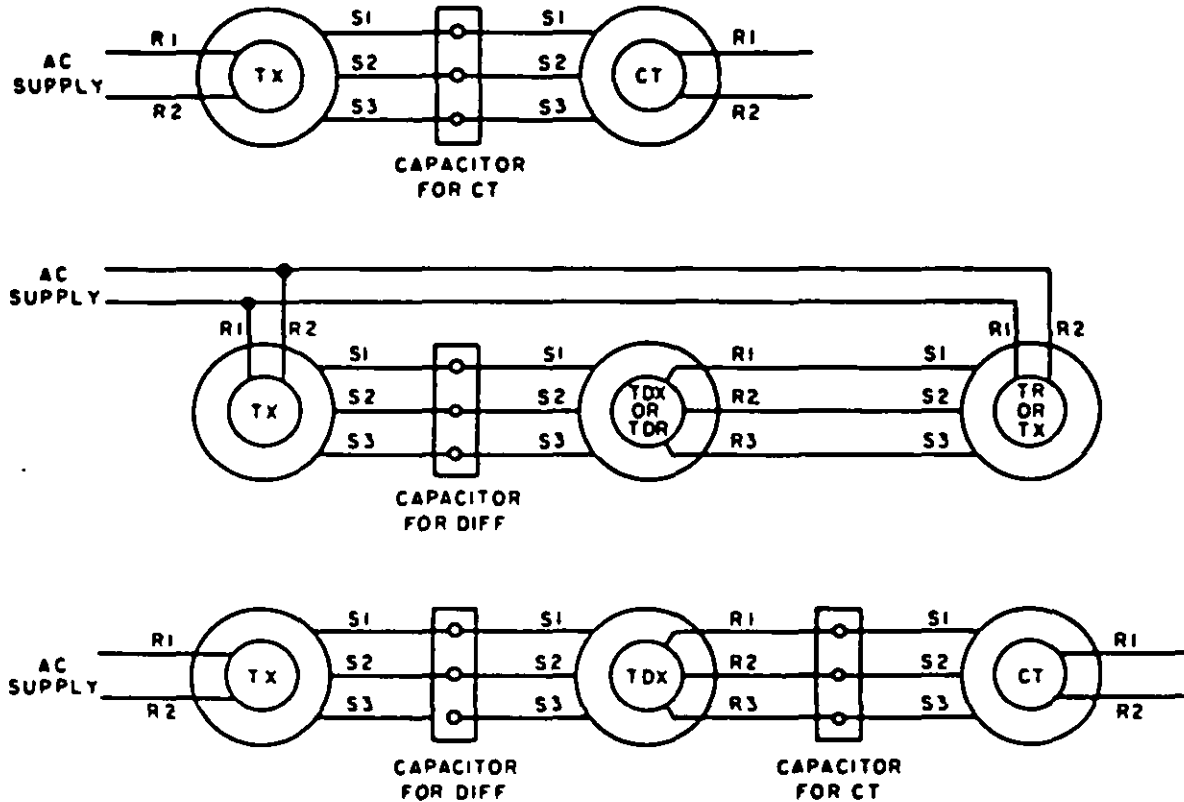 S1 S1
R1 R1
AC SUPPLY
TX S2 S2 CT
R2 S3 S3 R2
CAPACITOR
FOR CT
AC
SUPPLY
R1 R2 R1 R2
S1 S1 R1 S1
TX S2 S2 TDX OR TDR R2 S2 TR OR TX
S3 S3 R3 S3
CAPACITOR
FOR DIFF
S1 S1 R1 S1
R1 R1
AC SUPPLY
TX S2 S2 TDX R2 S2 CT
R2 S3 S3 R3 S3 R2
CAPACITOR
FOR DIFF
CAPACITOR
FOR CT